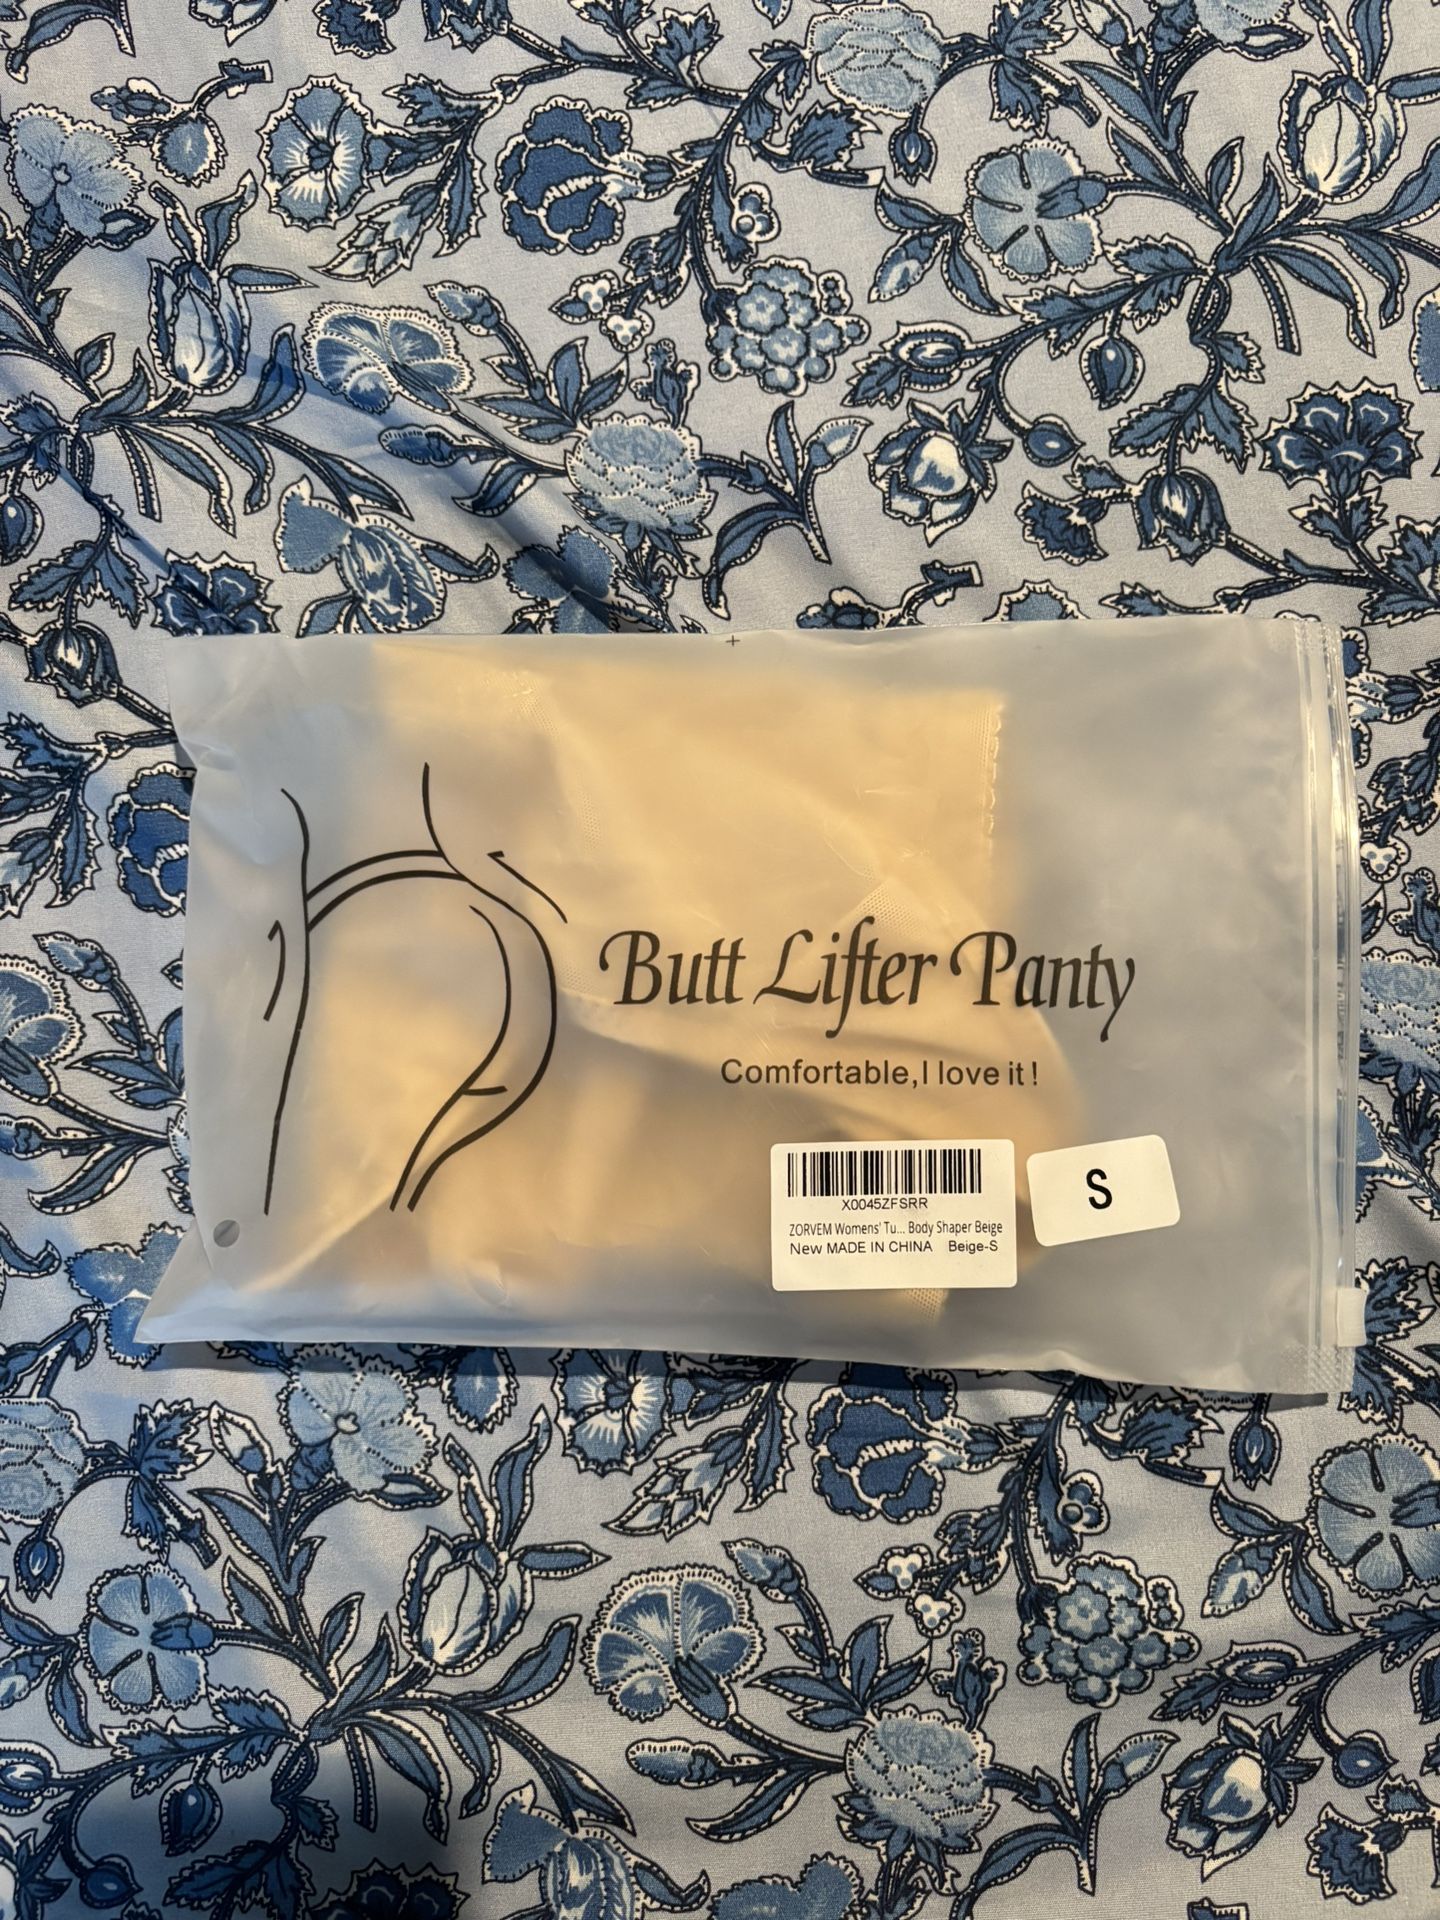 Butt Lifter Panty
Comfortable,I love it!
X0045ZFSRR
ZORVEM Womens' Tu... Body Shaper Beige
New MADE IN CHINA Beige-S
S